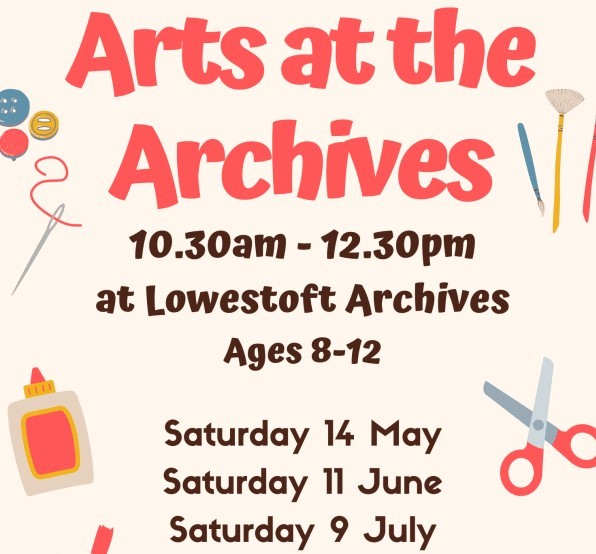 Arts at the
Archives
10.30am - 12.30pm
at Lowestoft Archives
Ages 8-12
Saturday 14 May
Saturday 11 June
Saturday 9 July